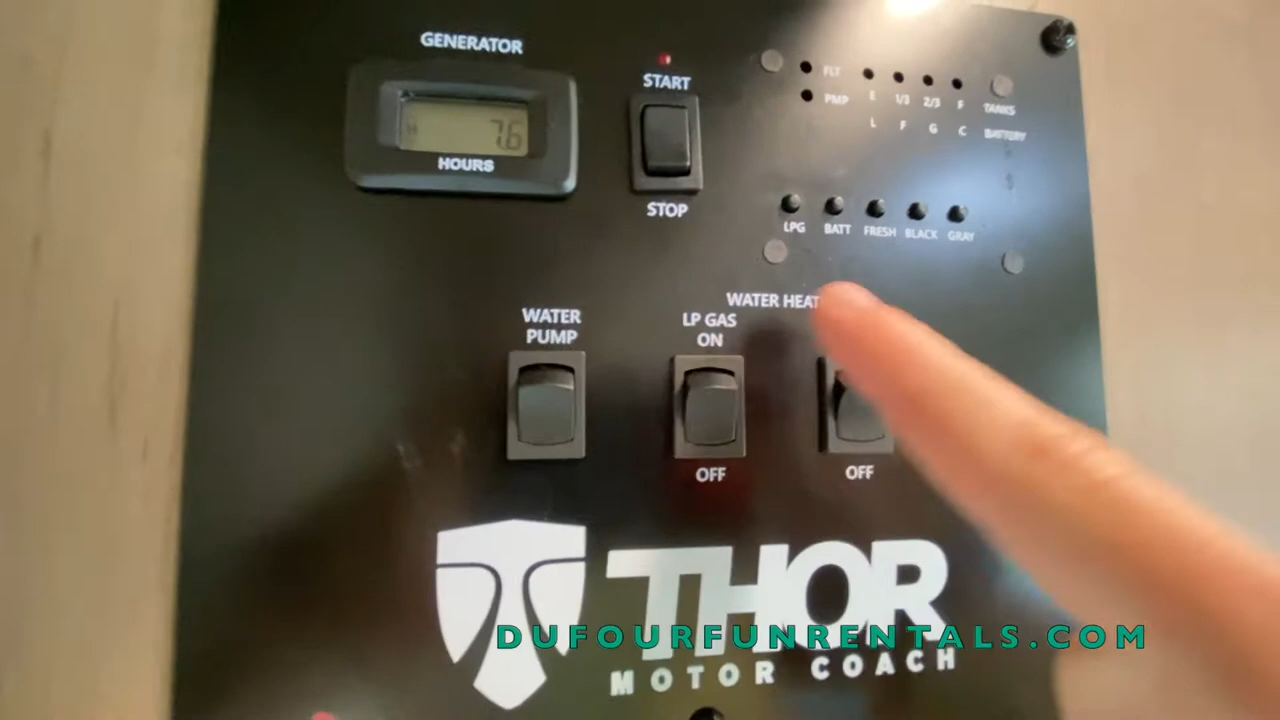 GENERATOR
H 7.6
HOURS
START
STOP
FLT
PMP
E 1/3 2/3 F TANKS
L F G C BATTERY
LPG BATT FRESH BLACK GRAY
WATER
PUMP
WATER
LP GAS
ON
OFF
OFF
THOR
MOTOR COACH
DUFOURFUNRENTALS.COM